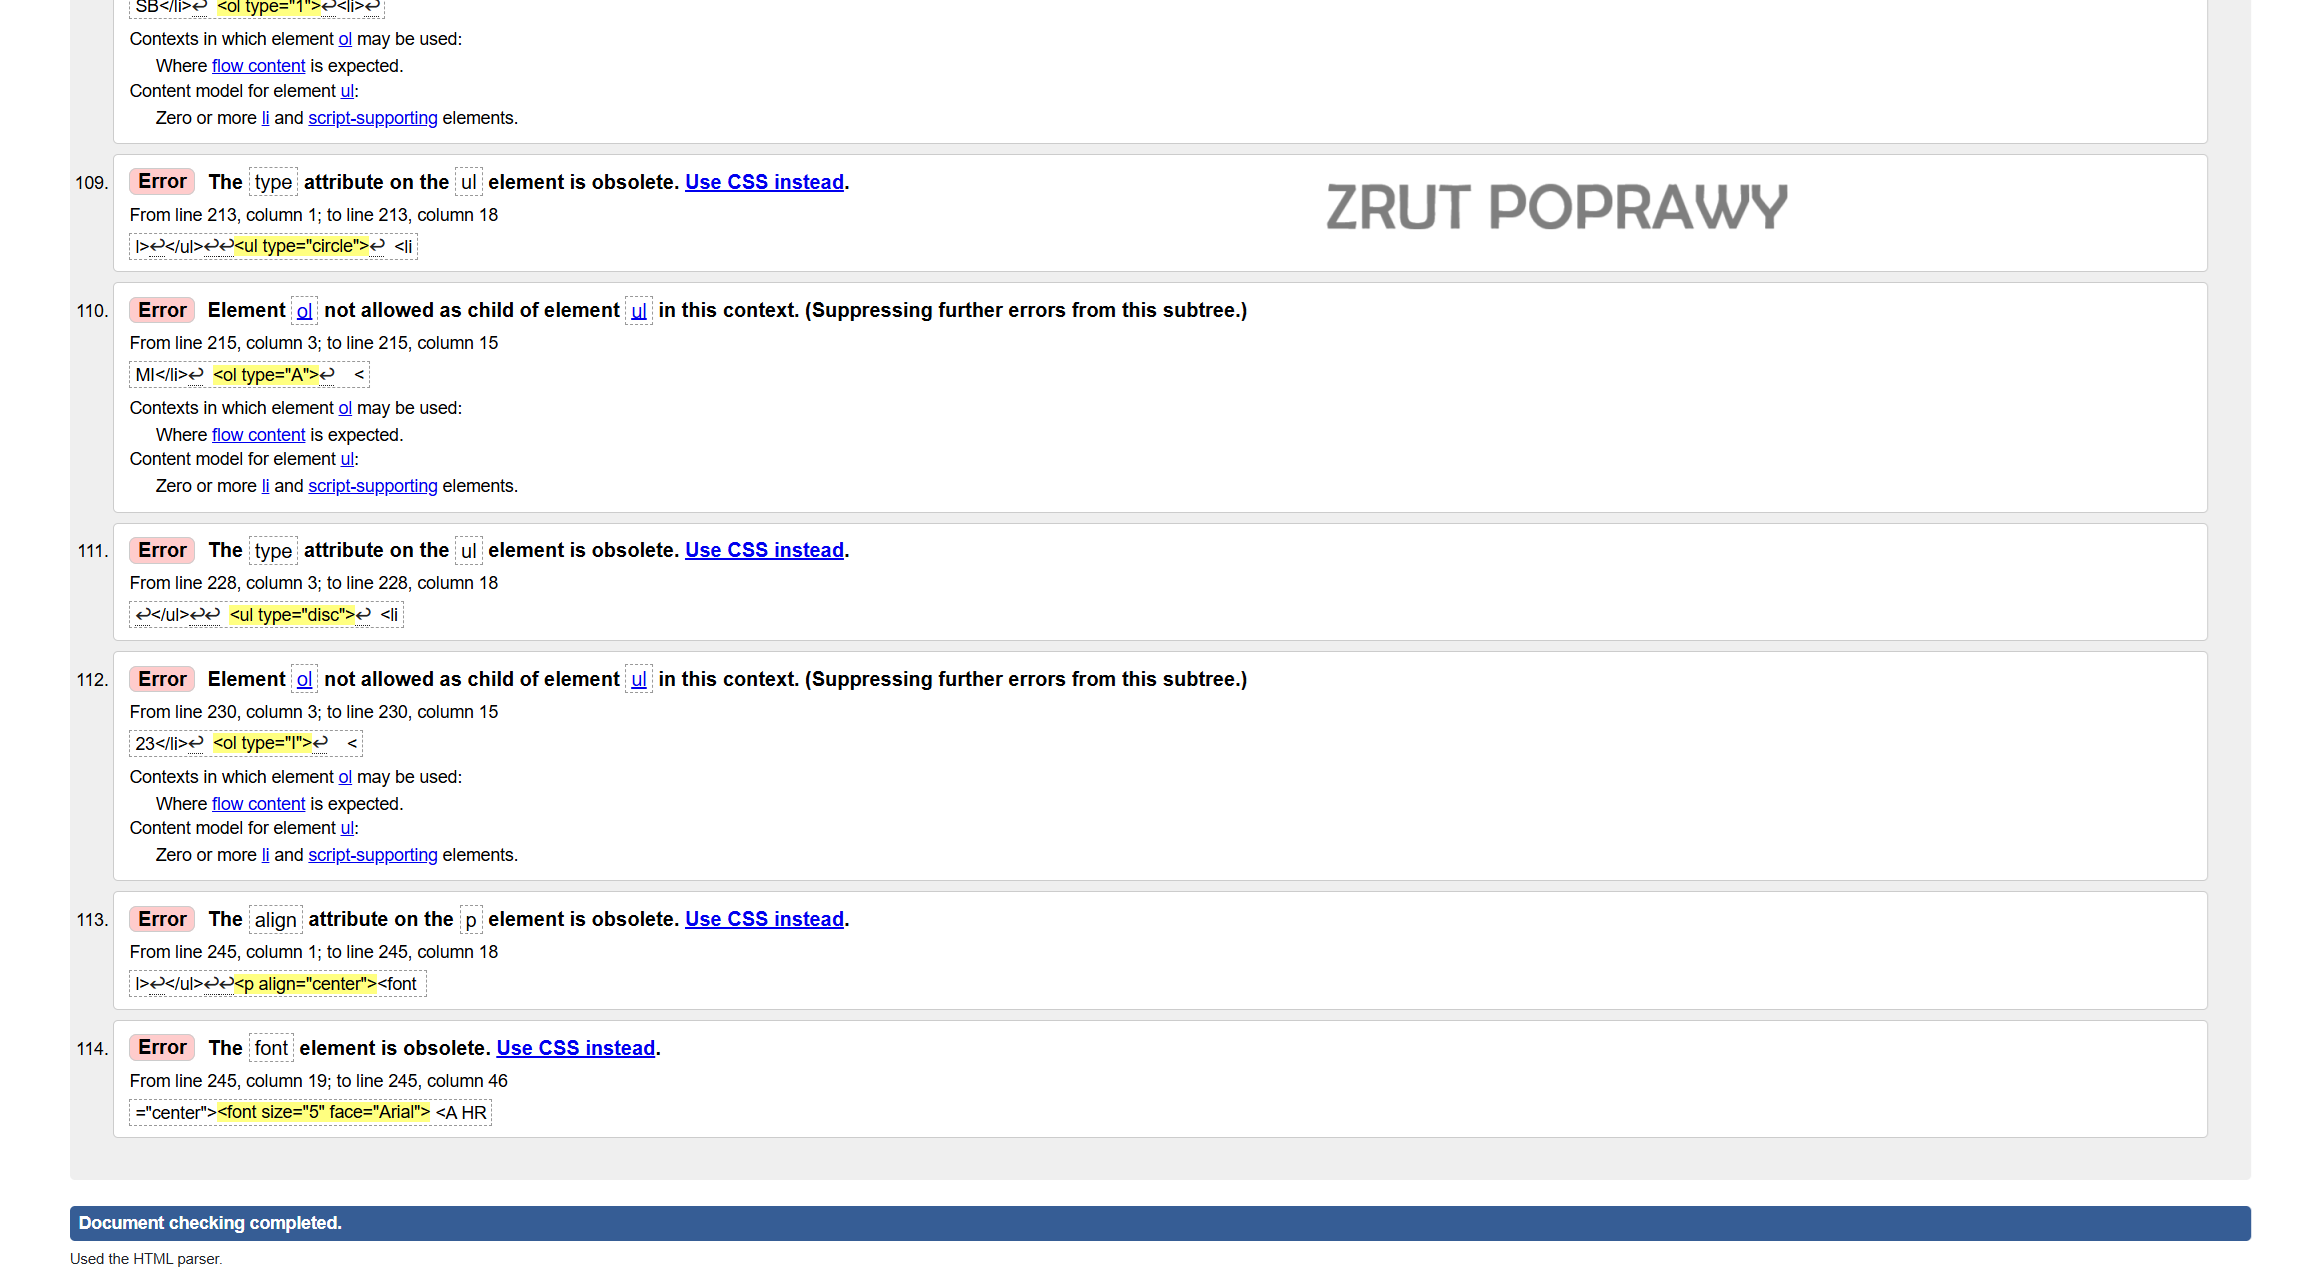 SB</li>↩ <ol type="1">↩<li>↩
Contexts in which element ol may be used:
Where flow content is expected.
Content model for element ul:
Zero or more li and script-supporting elements.
109. Error The type attribute on the ul element is obsolete. Use CSS instead.
From line 213, column 1; to line 213, column 18
l>↩</ul>↩↩<ul type="circle">↩ <li
ZRUT POPRAWY
110. Error Element ol not allowed as child of element ul in this context. (Suppressing further errors from this subtree.)
From line 215, column 3; to line 215, column 15
MI</li>↩ <ol type="A">↩ <
Contexts in which element ol may be used:
Where flow content is expected.
Content model for element ul:
Zero or more li and script-supporting elements.
111. Error The type attribute on the ul element is obsolete. Use CSS instead.
From line 228, column 3; to line 228, column 18
↩</ul>↩↩ <ul type="disc">↩ <li
112. Error Element ol not allowed as child of element ul in this context. (Suppressing further errors from this subtree.)
From line 230, column 3; to line 230, column 15
23</li>↩ <ol type="I">↩ <
Contexts in which element ol may be used:
Where flow content is expected.
Content model for element ul:
Zero or more li and script-supporting elements.
113. Error The align attribute on the p element is obsolete. Use CSS instead.
From line 245, column 1; to line 245, column 18
l>↩</ul>↩↩<p align="center"><font
114. Error The font element is obsolete. Use CSS instead.
From line 245, column 19; to line 245, column 46
="center"><font size="5" face="Arial"> <A HR
Document checking completed.
Used the HTML parser.